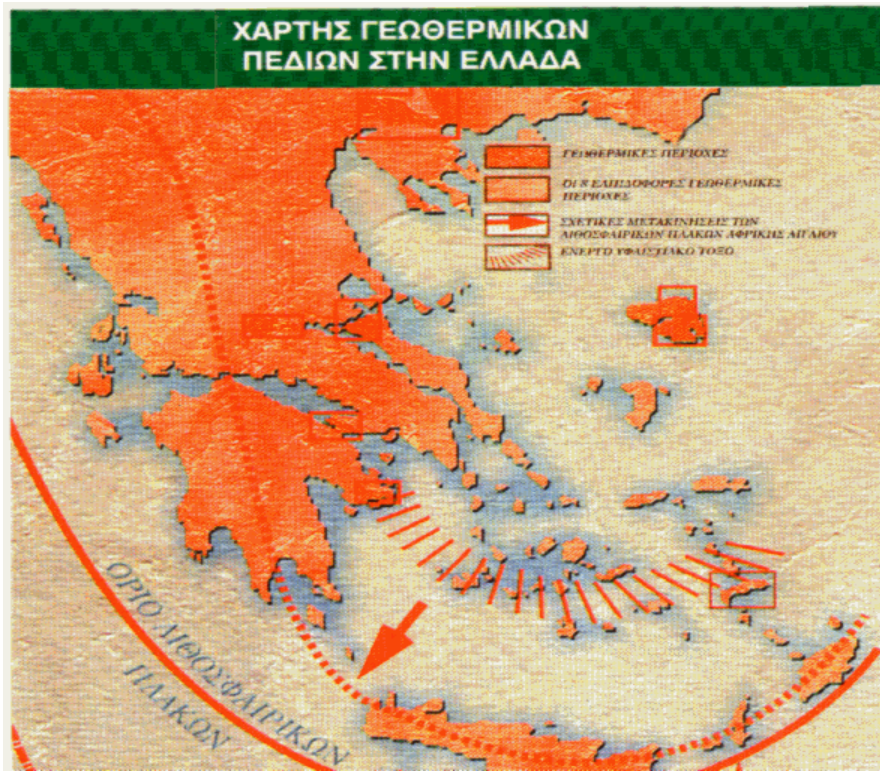 ΧΑΡΤΗΣ ΓΕΩΘΕΡΜΙΚΩΝ
ΠΕΔΙΩΝ ΣΤΗΝ ΕΛΛΑΔΑ
ΓΕΩΘΕΡΜΙΚΕΣ ΠΕΡΙΟΧΕΣ
ΟΙ 8 ΕΛΠΙΔΟΦΟΡΕΣ ΓΕΩΘΕΡΜΙΚΕΣ
ΠΕΡΙΟΧΕΣ
ΣΧΕΤΙΚΕΣ ΜΕΤΑΚΙΝΗΣΕΙΣ ΤΩΝ
ΛΙΘΟΣΦΑΙΡΙΚΩΝ ΠΛΑΚΩΝ ΑΦΡΙΚΗΣ ΑΙΓΑΙΟΥ
ΕΝΕΡΓΟ ΗΦΑΙΣΤΕΙΑΚΟ ΤΟΞΟ
ΟΡΙΟ ΛΙΘΟΣΦΑΙΡΙΚΩΝ
ΠΛΑΚΩΝ